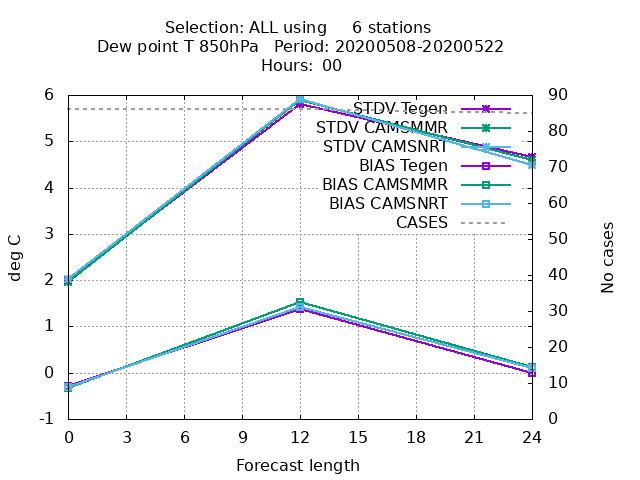 Selection: ALL using     6 stations
Dew point T 850hPa   Period: 20200508-20200522
Hours: 00
6
5
4
3
2
1
0
-1
deg C
90
80
70
60
50
40
30
20
10
0
No cases
STDV Tegen
STDV CAMSMMR
STDV CAMSNRT
BIAS Tegen
BIAS CAMSMMR
BIAS CAMSNRT
CASES
0 3 6 9 12 15 18 21 24
Forecast length